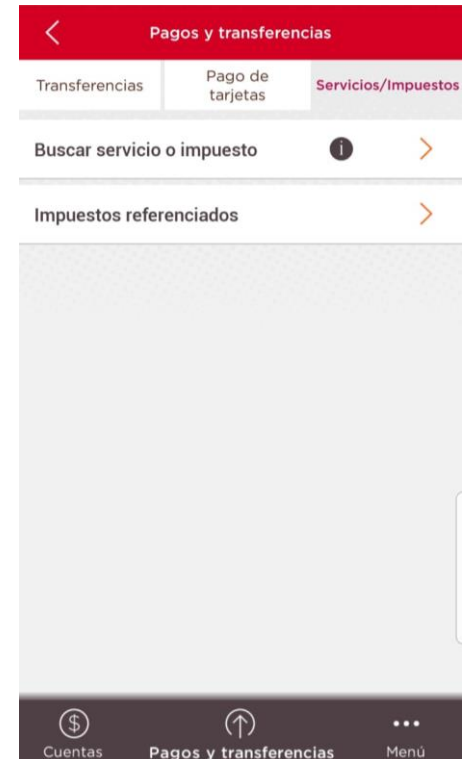 Pagos y transferencias
Transferencias
Pago de
tarjetas
Servicios/Impuestos
Buscar servicio o impuesto
i
Impuestos referenciados
$
Cuentas
Pagos y transferencias
Menú